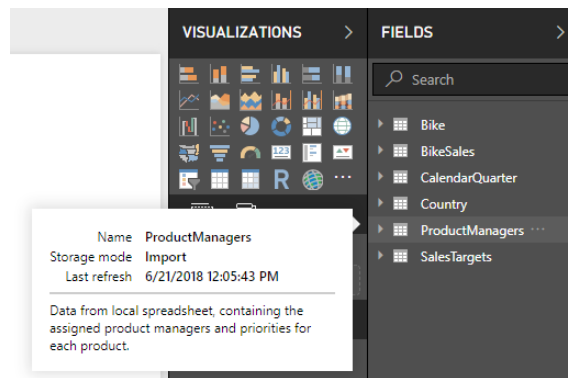 VISUALIZATIONS
FIELDS
Search
123
R
Bike
BikeSales
CalendarQuarter
Country
ProductManagers
SalesTargets
Name ProductManagers
Storage mode Import
Last refresh 6/21/2018 12:05:43 PM
Data from local spreadsheet, containing the
assigned product managers and priorities for
each product.